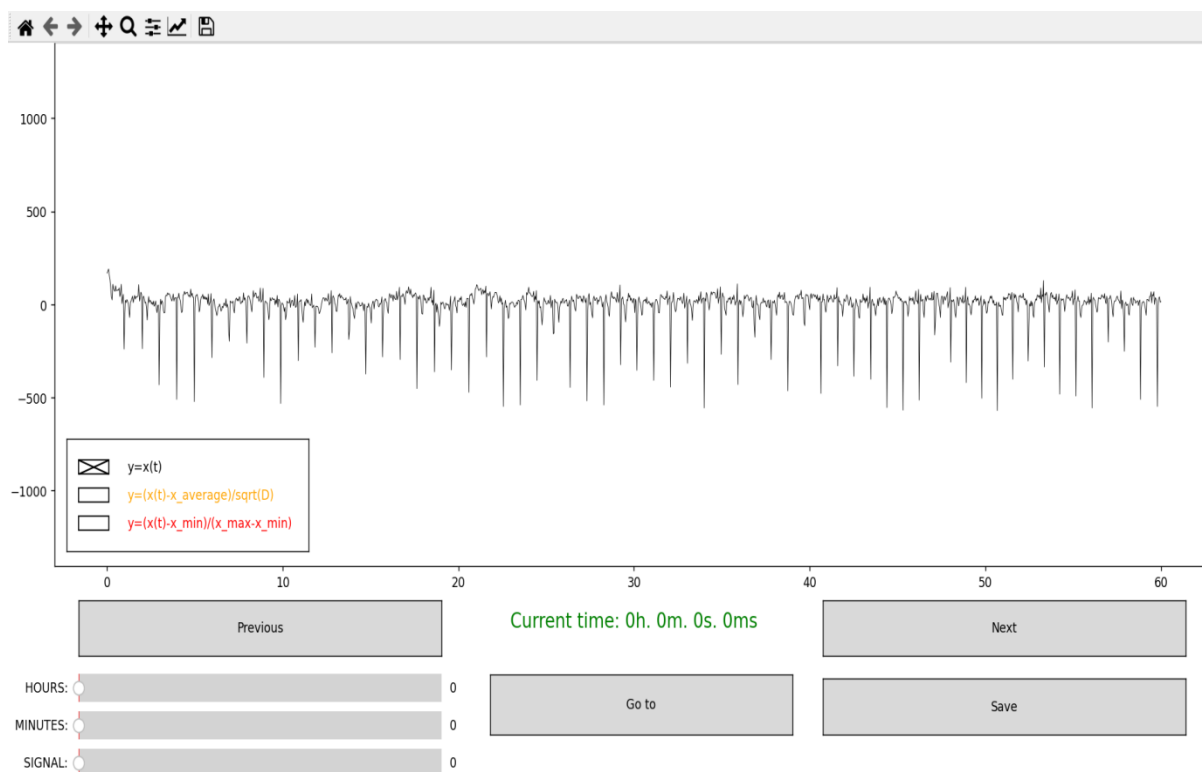 1000
500
0
−500
−1000
y=x(t)
y=(x(t)-x_average)/sqrt(D)
y=(x(t)-x_min)/(x_max-x_min)
0 10 20 30 40 50 60
Previous Current time: 0h. 0m. 0s. 0ms Next
HOURS: 0 Go to Save
MINUTES: 0
SIGNAL: 0